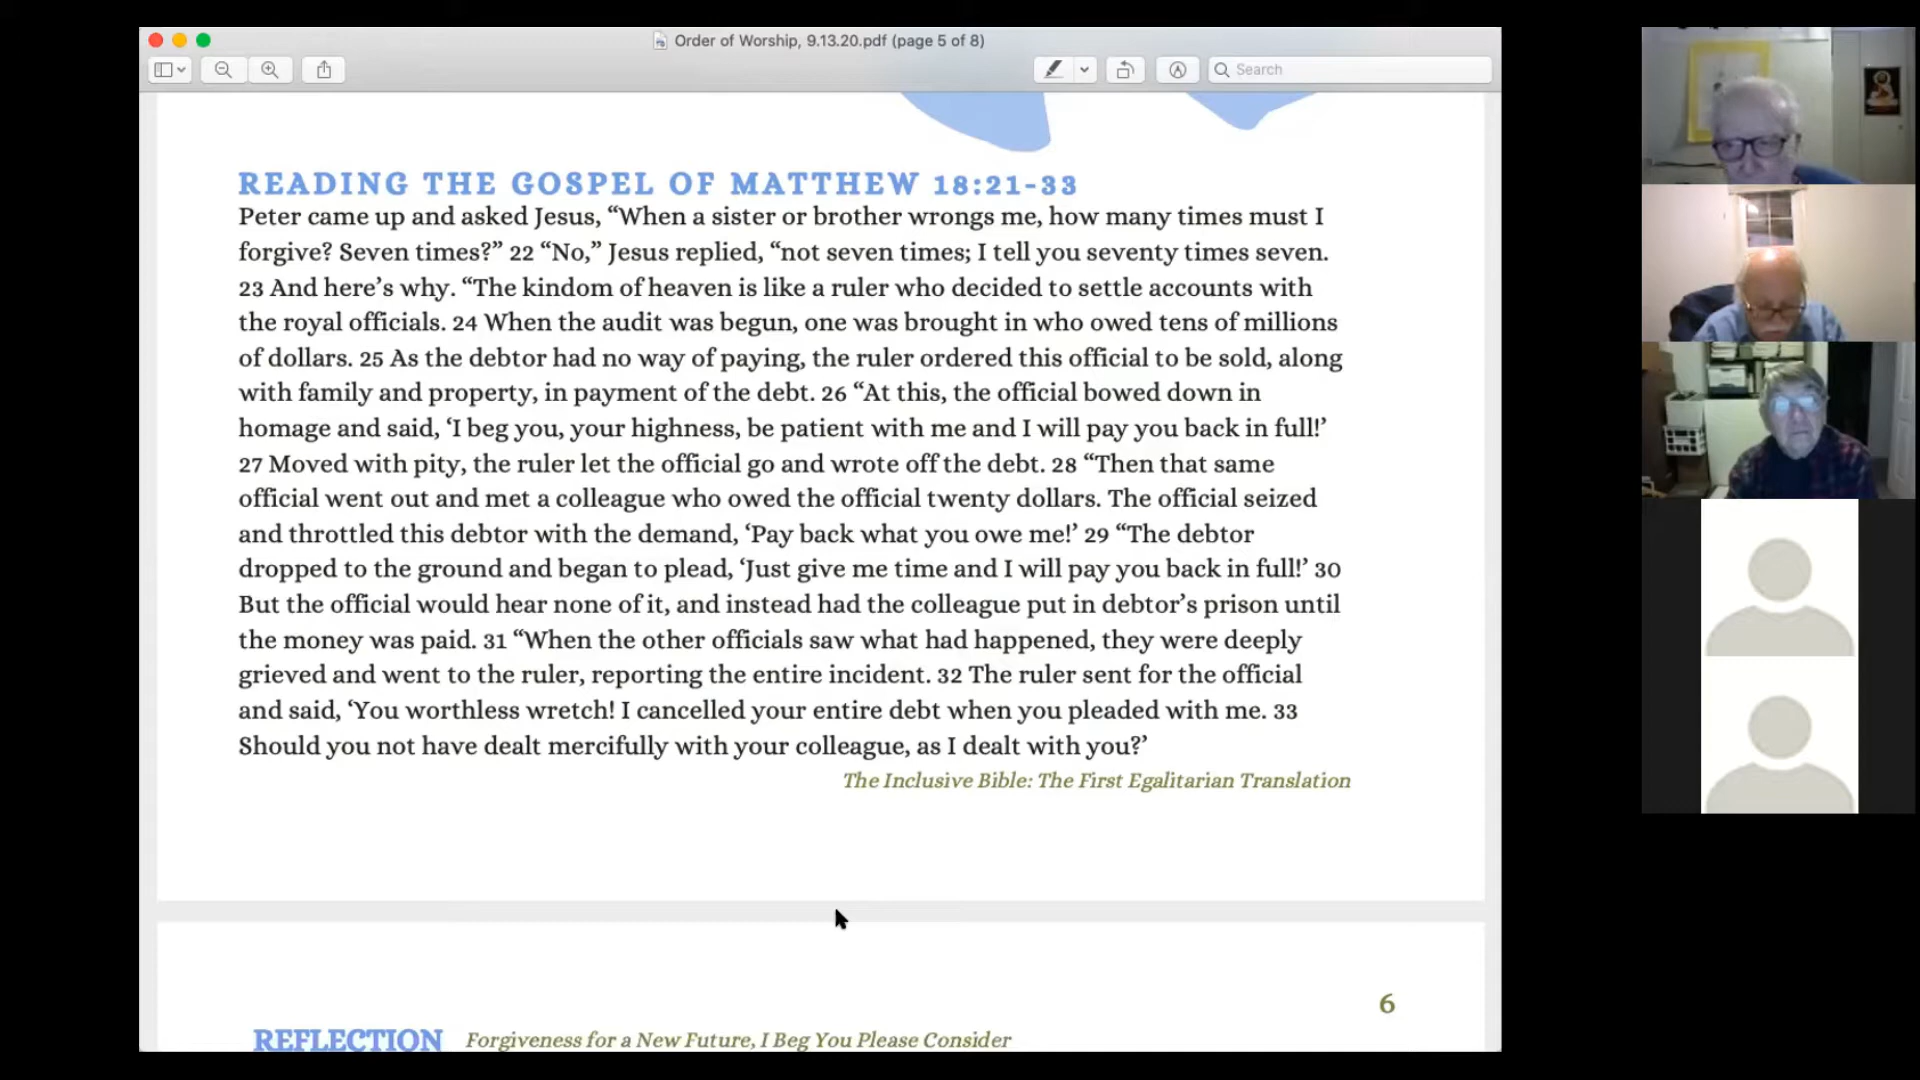 Order of Worship, 9.13.20.pdf (page 5 of 8)
Search
READING THE GOSPEL OF MATTHEW 18:21-33
Peter came up and asked Jesus, “When a sister or brother wrongs me, how many times must I
forgive? Seven times?” 22 “No,” Jesus replied, “not seven times; I tell you seventy times seven.
23 And here’s why. “The kindom of heaven is like a ruler who decided to settle accounts with
the royal officials. 24 When the audit was begun, one was brought in who owed tens of millions
of dollars. 25 As the debtor had no way of paying, the ruler ordered this official to be sold, along
with family and property, in payment of the debt. 26 “At this, the official bowed down in
homage and said, ‘I beg you, your highness, be patient with me and I will pay you back in full!’
27 Moved with pity, the ruler let the official go and wrote off the debt. 28 “Then that same
official went out and met a colleague who owed the official twenty dollars. The official seized
and throttled this debtor with the demand, ‘Pay back what you owe me!’ 29 “The debtor
dropped to the ground and began to plead, ‘Just give me time and I will pay you back in full!’ 30
But the official would hear none of it, and instead had the colleague put in debtor’s prison until
the money was paid. 31 “When the other officials saw what had happened, they were deeply
grieved and went to the ruler, reporting the entire incident. 32 The ruler sent for the official
and said, ‘You worthless wretch! I cancelled your entire debt when you pleaded with me. 33
Should you not have dealt mercifully with your colleague, as I dealt with you?’
The Inclusive Bible: The First Egalitarian Translation
6
REFLECTION Forgiveness for a New Future, I Beg You Please Consider